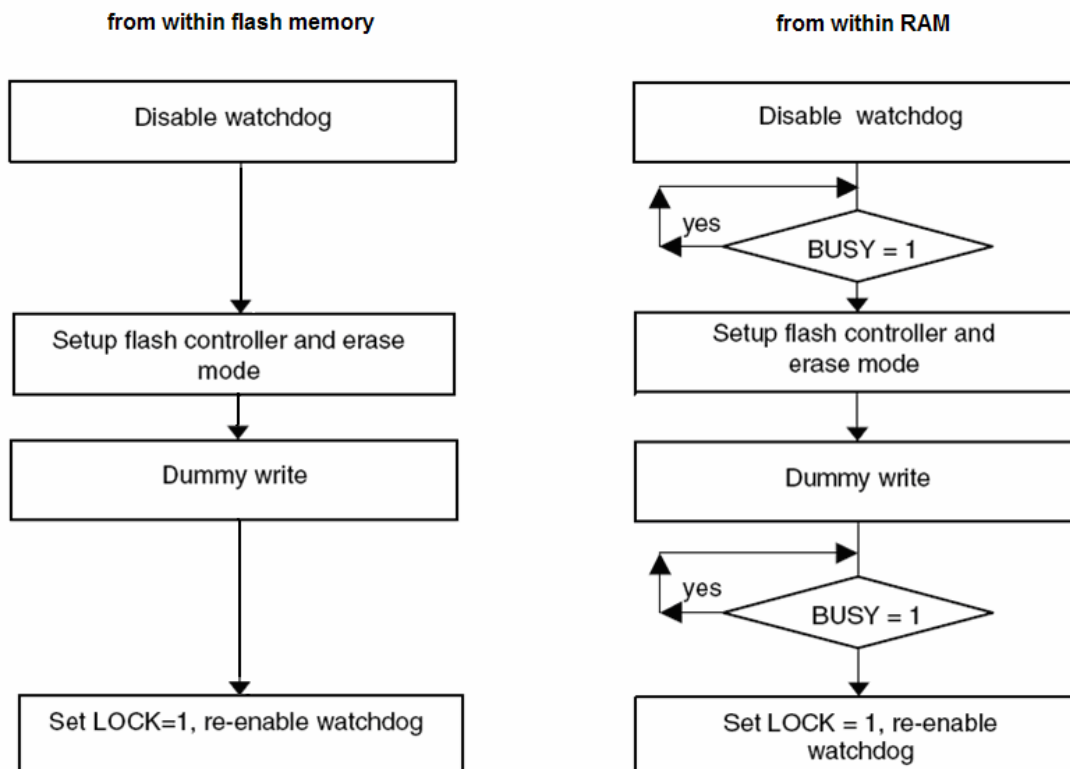 from within flash memory
Disable watchdog
Setup flash controller and erase
mode
Dummy write
Set LOCK=1, re-enable watchdog
from within RAM
Disable watchdog
yes
BUSY = 1
Setup flash controller and
erase mode
Dummy write
yes
BUSY = 1
Set LOCK = 1, re-enable
watchdog